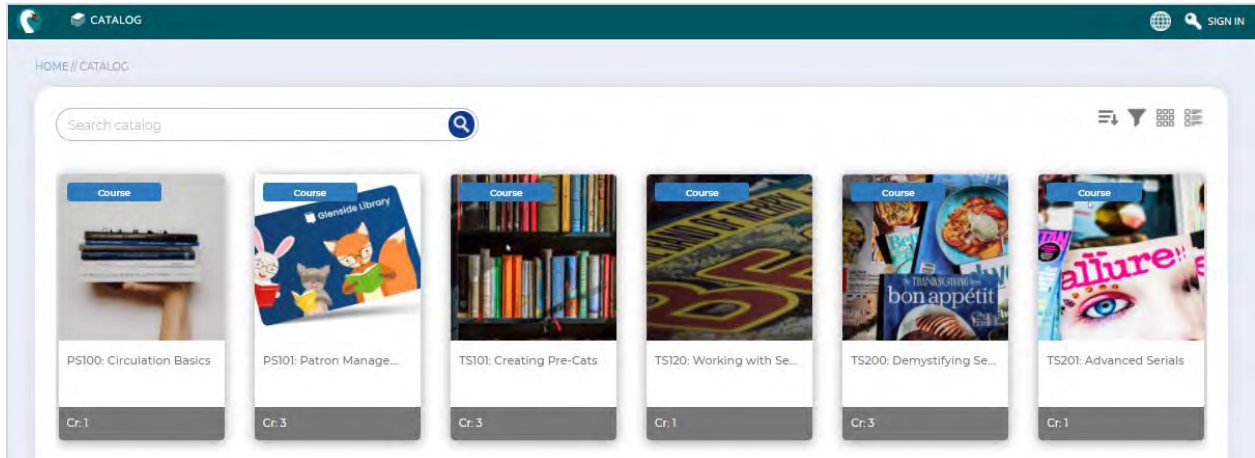 CATALOG
SIGN IN
HOME // CATALOG
Search catalog
Course
Course
Course
Course
Course
Course
Glenside Library
THANKSGIVING
bon appétit
allure
PS100: Circulation Basics
PS101: Patron Manage...
TS101: Creating Pre-Cats
TS120: Working with Se...
TS200: Demystifying Se...
TS201: Advanced Serials
Cr: 1
Cr: 3
Cr: 3
Cr: 1
Cr: 3
Cr: 1